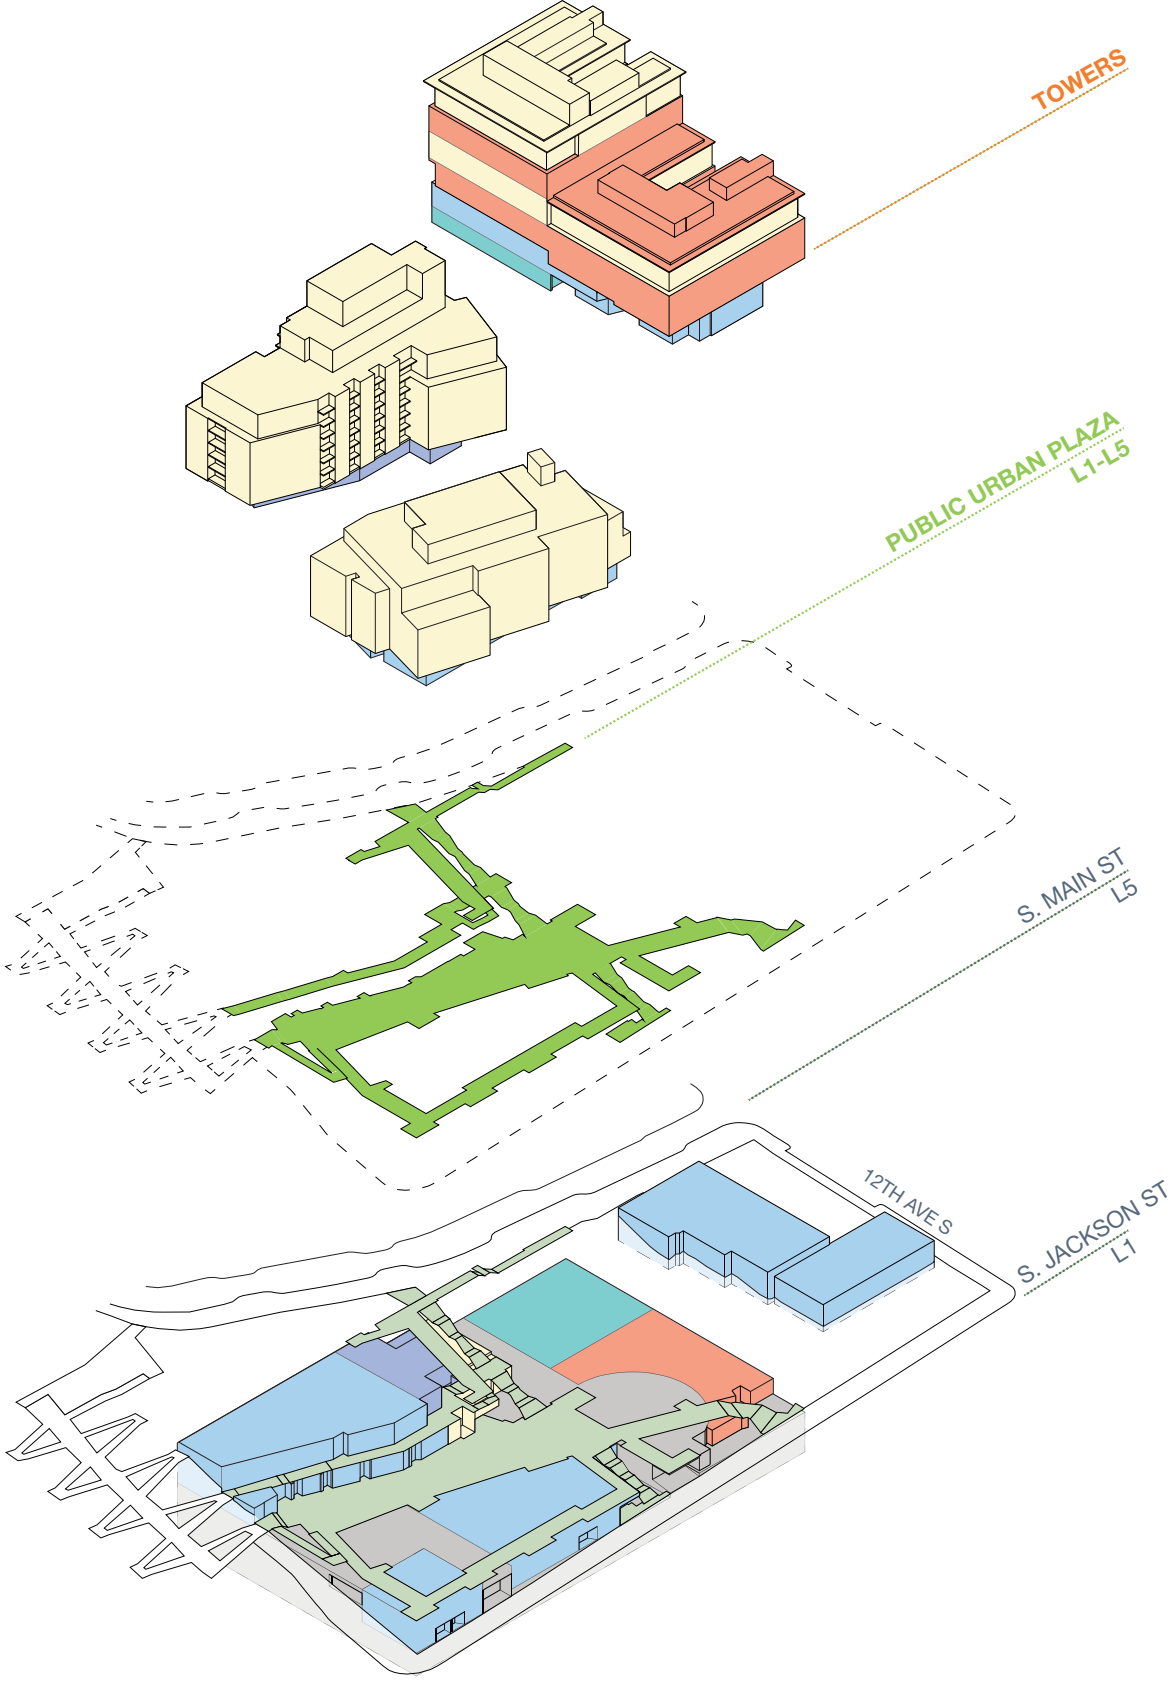 TOWERS
PUBLIC URBAN PLAZA
L1-L5
S. MAIN ST
L5
12TH AVE S
S. JACKSON ST
L1